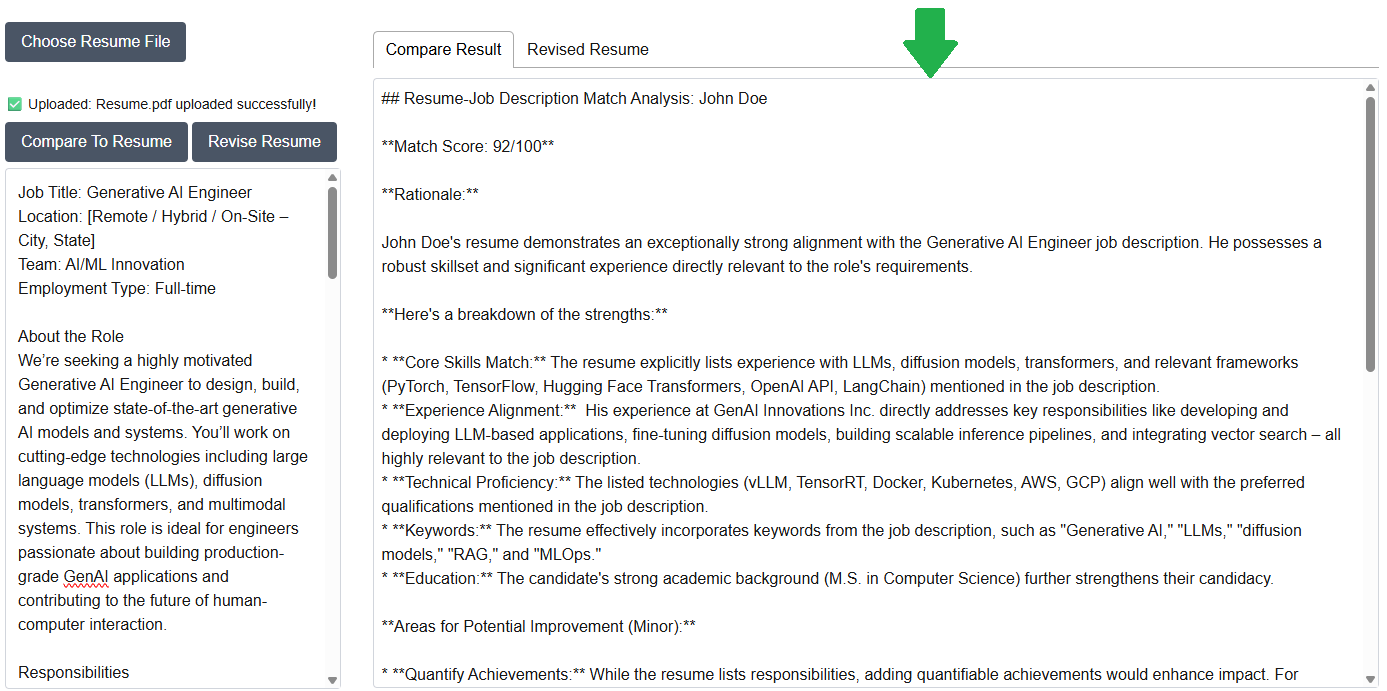 Choose Resume File
✅ Uploaded: Resume.pdf uploaded successfully!
Compare To Resume
Revise Resume
Job Title: Generative AI Engineer
Location: [Remote / Hybrid / On-Site –
City, State]
Team: AI/ML Innovation
Employment Type: Full-time
About the Role
We’re seeking a highly motivated
Generative AI Engineer to design, build,
and optimize state-of-the-art generative
AI models and systems. You’ll work on
cutting-edge technologies including large
language models (LLMs), diffusion
models, transformers, and multimodal
systems. This role is ideal for engineers
passionate about building production-
grade GenAI applications and
contributing to the future of human-
computer interaction.
Responsibilities
Compare Result
Revised Resume
## Resume-Job Description Match Analysis: John Doe
**Match Score: 92/100**
**Rationale:**
John Doe's resume demonstrates an exceptionally strong alignment with the Generative AI Engineer job description. He possesses a
robust skillset and significant experience directly relevant to the role's requirements.
**Here's a breakdown of the strengths:**
* **Core Skills Match:** The resume explicitly lists experience with LLMs, diffusion models, transformers, and relevant frameworks
(PyTorch, TensorFlow, Hugging Face Transformers, OpenAI API, LangChain) mentioned in the job description.
* **Experience Alignment:**  His experience at GenAI Innovations Inc. directly addresses key responsibilities like developing and
deploying LLM-based applications, fine-tuning diffusion models, building scalable inference pipelines, and integrating vector search – all
highly relevant to the job description.
* **Technical Proficiency:** The listed technologies (vLLM, TensorRT, Docker, Kubernetes, AWS, GCP) align well with the preferred
qualifications mentioned in the job description.
* **Keywords:** The resume effectively incorporates keywords from the job description, such as "Generative AI," "LLMs," "diffusion
models," "RAG," and "MLOps."
* **Education:** The candidate's strong academic background (M.S. in Computer Science) further strengthens their candidacy.
**Areas for Potential Improvement (Minor):**
* **Quantify Achievements:** While the resume lists responsibilities, adding quantifiable achievements would enhance impact. For